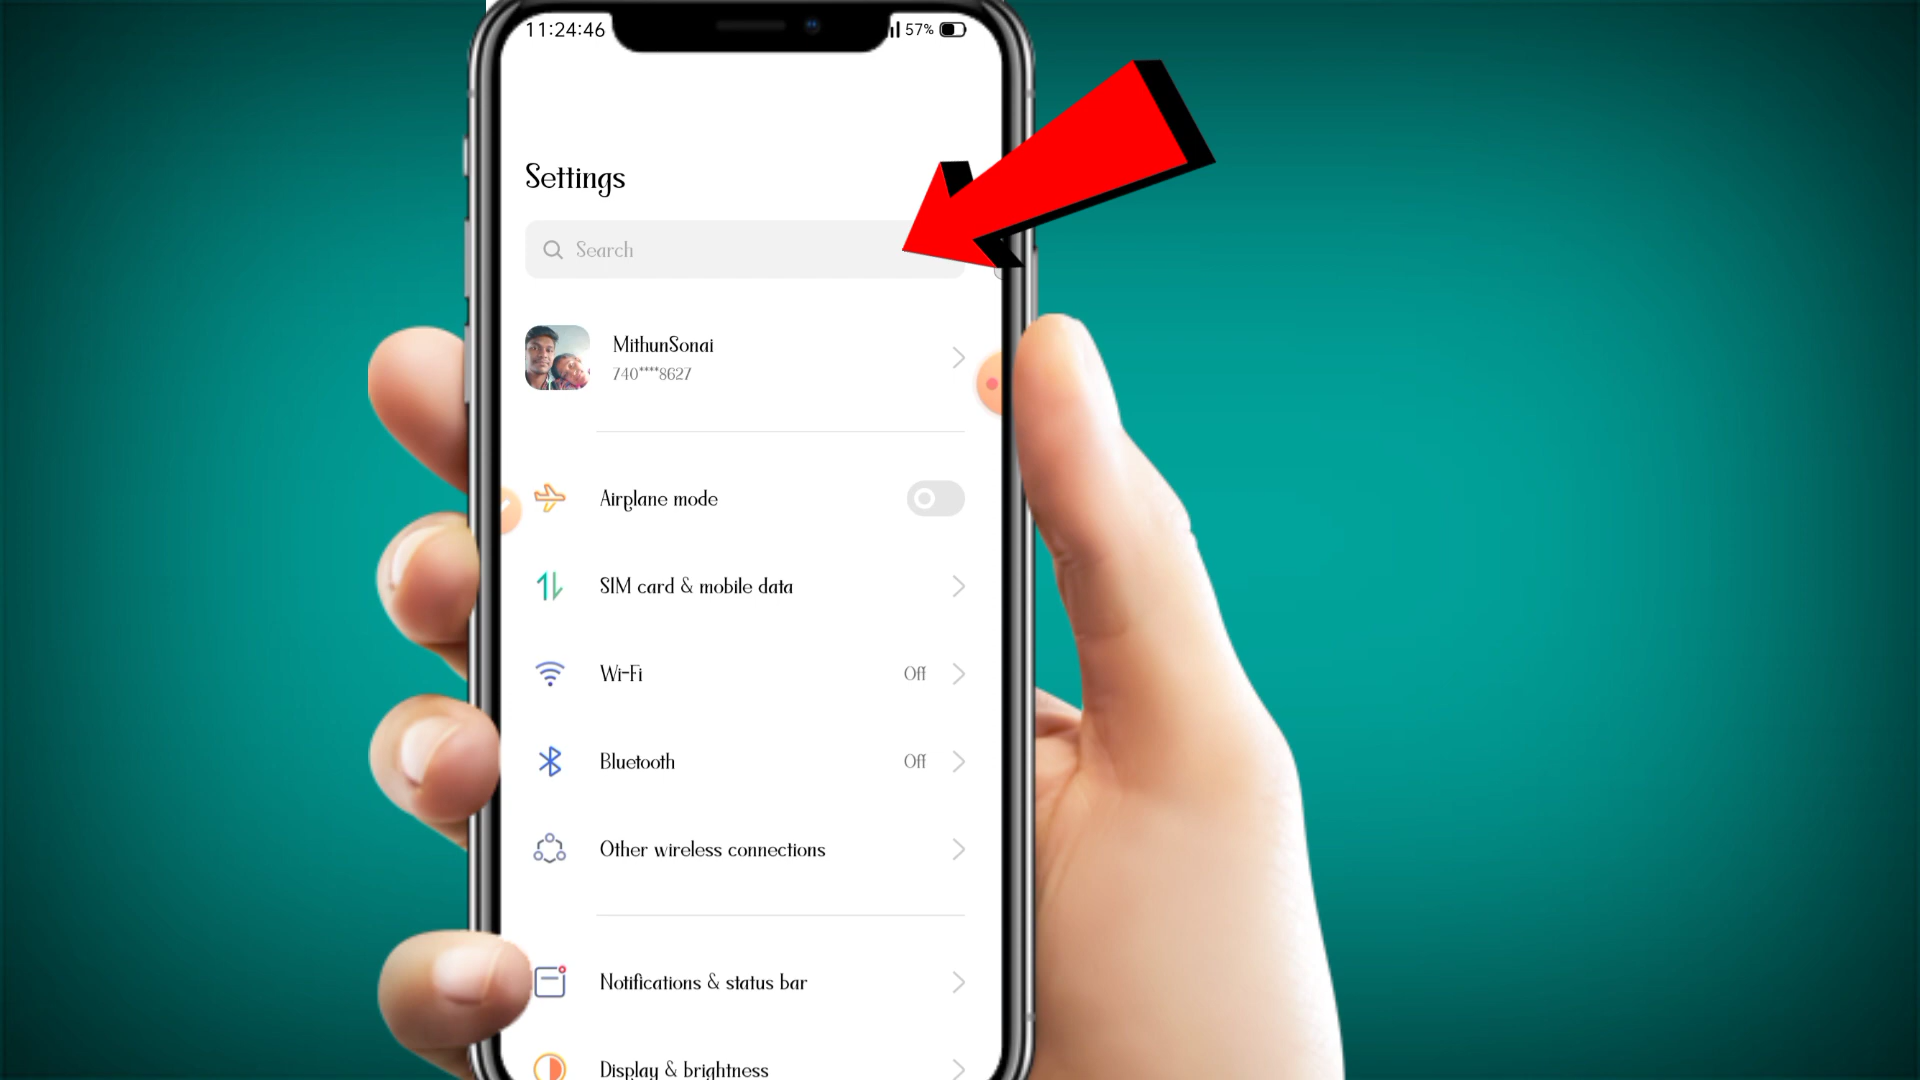 11:24:46
57%
Settings
Search
MithunSonai
740****8627
Airplane mode
SIM card & mobile data
Wi-Fi
Off
Bluetooth
Off
Other wireless connections
Notifications & status bar
Display & brightness